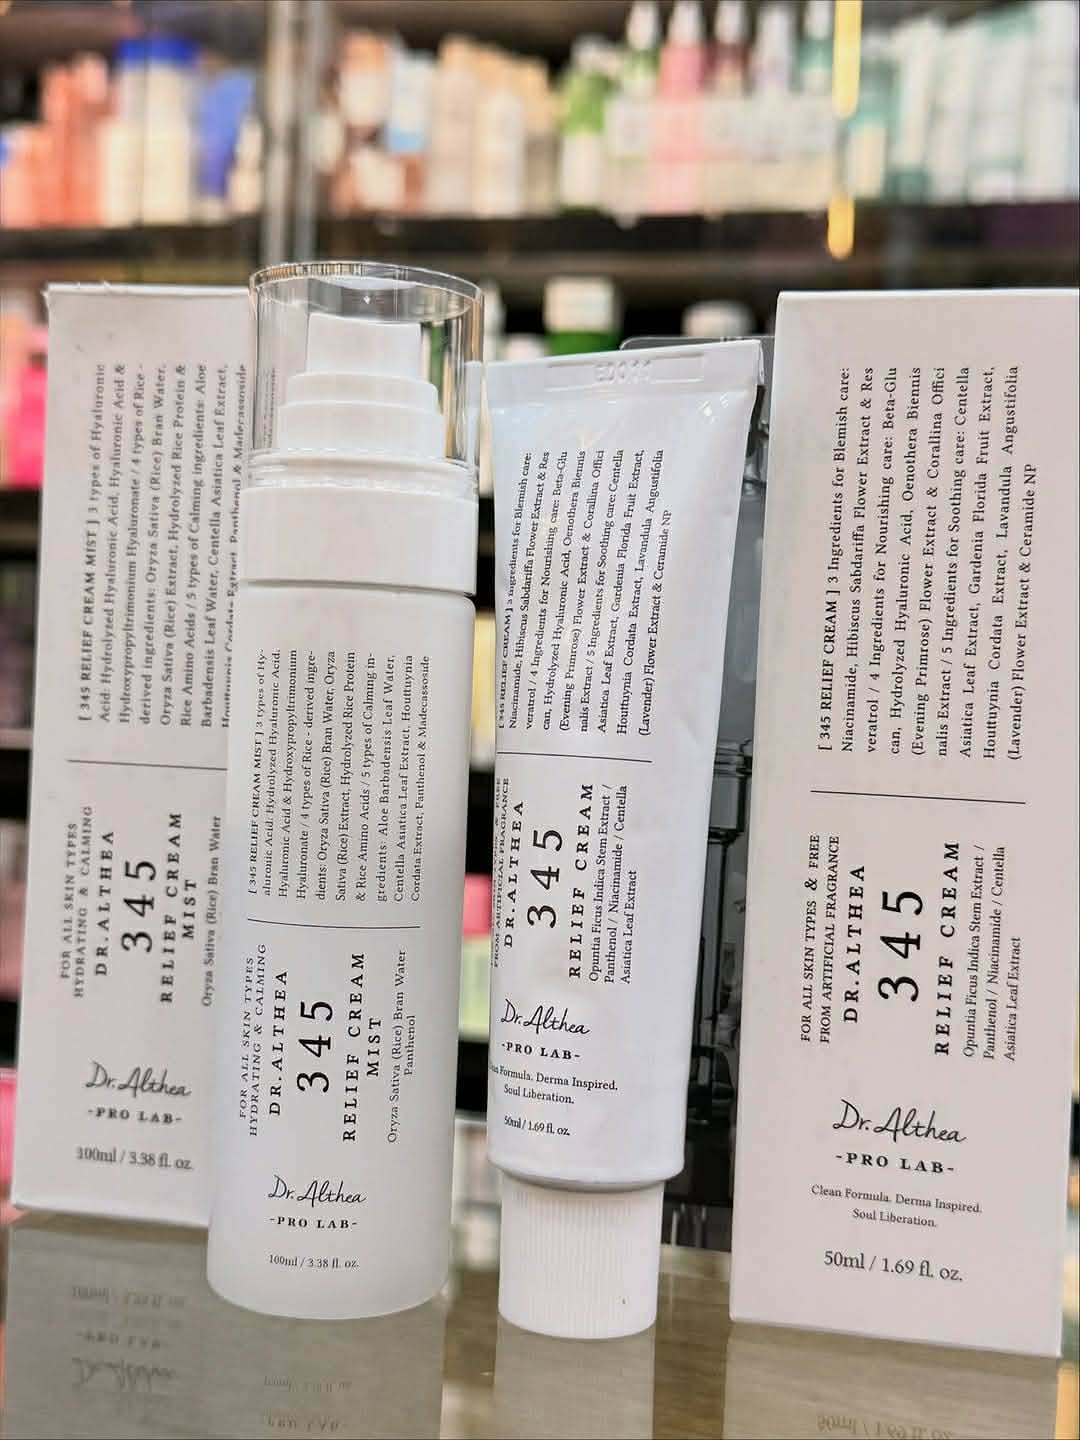 [ 345 RELIEF CREAM MIST ] 3 types of Hyaluronic
Acid: Hydrolyzed Hyaluronic Acid, Hyaluronic Acid &
Hydroxypropyltrimonium Hyaluronate / 4 types of Rice -
derived ingredients: Oryza Sativa (Rice) Bran Water,
Oryza Sativa (Rice) Extract, Hydrolyzed Rice Protein &
Rice Amino Acids / 5 types of Calming ingredients: Aloe
Barbadensis Leaf Water, Centella Asiatica Leaf Extract,
Houttuynia Cordata Extract, Panthenol & Madecassoside
FOR ALL SKIN TYPES
HYDRATING & CALMING
DR.ALTHEA
345
RELIEF CREAM
MIST
Oryza Sativa (Rice) Bran Water
Dr.Althea
-PRO LAB-
100ml / 3.38 fl. oz.
[ 345 RELIEF CREAM MIST ] 3 types of Hy-
aluronic Acid: Hydrolyzed Hyaluronic Acid,
Hyaluronic Acid & Hydroxypropyltrimonium
Hyaluronate / 4 types of Rice - derived ingre-
dients: Oryza Sativa (Rice) Bran Water, Oryza
Sativa (Rice) Extract, Hydrolyzed Rice Protein
& Rice Amino Acids / 5 types of Calming in-
gredients: Aloe Barbadensis Leaf Water,
Centella Asiatica Leaf Extract, Houttuynia
Cordata Extract, Panthenol & Madecassoside
FOR ALL SKIN TYPES
HYDRATING & CALMING
DR.ALTHEA
345
RELIEF CREAM
MIST
Oryza Sativa (Rice) Bran Water
Panthenol
Dr.Althea
-PRO LAB-
100ml / 3.38 fl. oz.
[ 345 RELIEF CREAM ] 3 Ingredients for Blemish care:
Niacinamide, Hibiscus Sabdariffa Flower Extract & Res
veratrol / 4 Ingredients for Nourishing care: Beta-Glu
can, Hydrolyzed Hyaluronic Acid, Oenothera Biennis
(Evening Primrose) Flower Extract & Corallina Offici
nalis Extract / 5 Ingredients for Soothing care: Centella
Asiatica Leaf Extract, Gardenia Florida Fruit Extract,
Houttuynia Cordata Extract, Lavandula Angustifolia
(Lavender) Flower Extract & Ceramide NP
FROM ARTIFICIAL FRAGRANCE
DR.ALTHEA
345
RELIEF CREAM
Opuntia Ficus Indica Stem Extract /
Panthenol / Niacinamide / Centella
Asiatica Leaf Extract
Dr.Althea
-PRO LAB-
Formula. Derma Inspired.
Soul Liberation.
50ml / 1.69 fl. oz.
[ 345 RELIEF CREAM ] 3 Ingredients for Blemish care:
Niacinamide, Hibiscus Sabdariffa Flower Extract & Res
veratrol / 4 Ingredients for Nourishing care: Beta-Glu
can, Hydrolyzed Hyaluronic Acid, Oenothera Biennis
(Evening Primrose) Flower Extract & Corallina Offici
nalis Extract / 5 Ingredients for Soothing care: Centella
Asiatica Leaf Extract, Gardenia Florida Fruit Extract,
Houttuynia Cordata Extract, Lavandula Angustifolia
(Lavender) Flower Extract & Ceramide NP
FOR ALL SKIN TYPES & FREE
FROM ARTIFICIAL FRAGRANCE
DR.ALTHEA
345
RELIEF CREAM
Opuntia Ficus Indica Stem Extract /
Panthenol / Niacinamide / Centella
Asiatica Leaf Extract
Dr.Althea
-PRO LAB-
Clean Formula. Derma Inspired.
Soul Liberation.
50ml / 1.69 fl. oz.